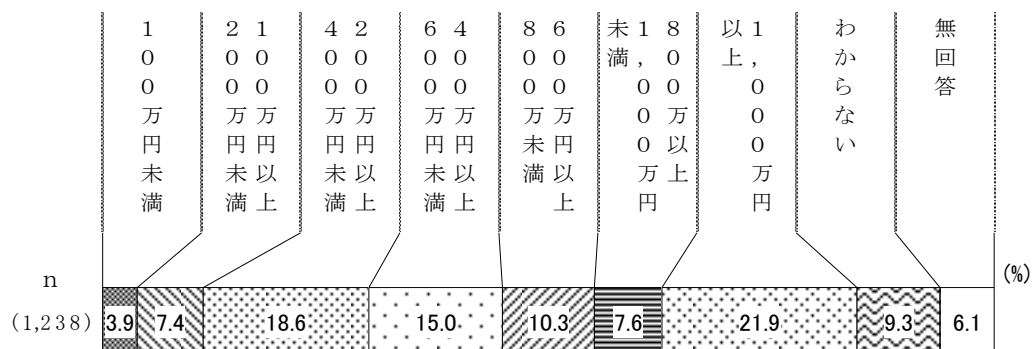 １００万円未満
１００万円以上
２００万円未満
２００万円以上
４００万円未満
４００万円以上
６００万円未満
６００万円以上
８００万未満
８００万以上
１,０００万円
未満
１,０００万円
以上
わからない
無回答
(%)
n
(1,238)
3.9
7.4
18.6
15.0
10.3
7.6
21.9
9.3
6.1